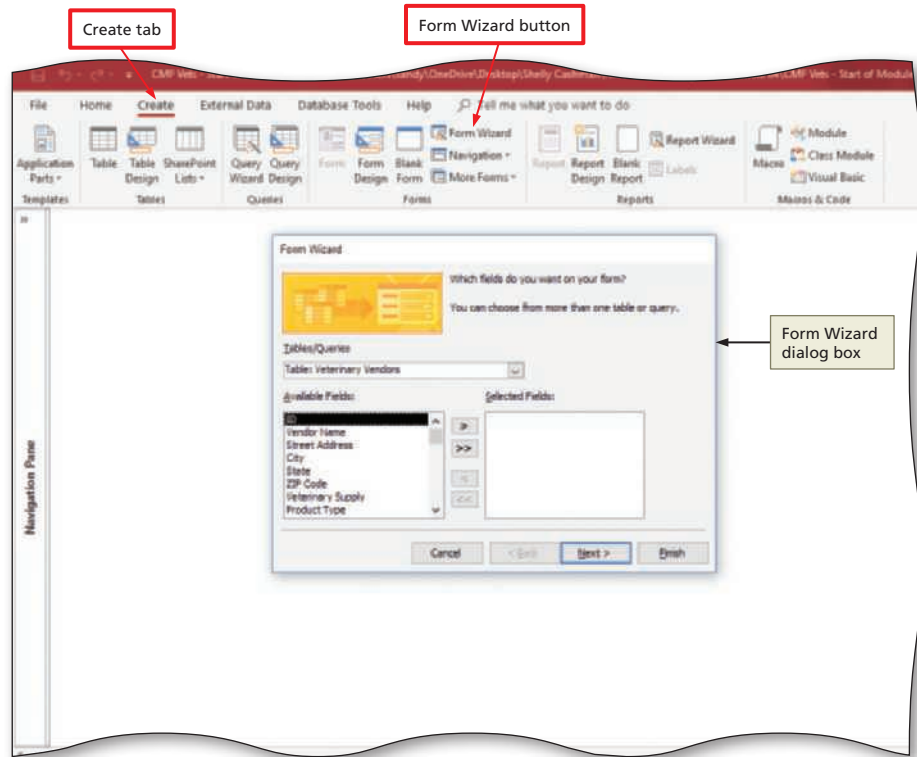 Create tab
Form Wizard button
CMF Vets - Start of Module
File Home Create External Data Database Tools Help Tell me what you want to do
Application Parts
Table
Table Design
SharePoint Lists
Query Wizard
Query Design
Form
Form Design
Blank Form
Form Wizard
Navigation
More Forms
Report
Report Design
Blank Report
Report Wizard
Labels
Macro
Module
Class Module
Visual Basic
Templates Tables Queries Forms Reports Macros & Code
Form Wizard
Which fields do you want on your form?
You can choose from more than one table or query.
Form Wizard
dialog box
Tables/Queries
Table: Veterinary Vendors
Available Fields: Selected Fields:
ID
Vendor Name
Street Address
City
State
ZIP Code
Veterinary Supply
Product Type
>
>>
<
<<
Cancel < Back Next > Finish
Navigation Pane